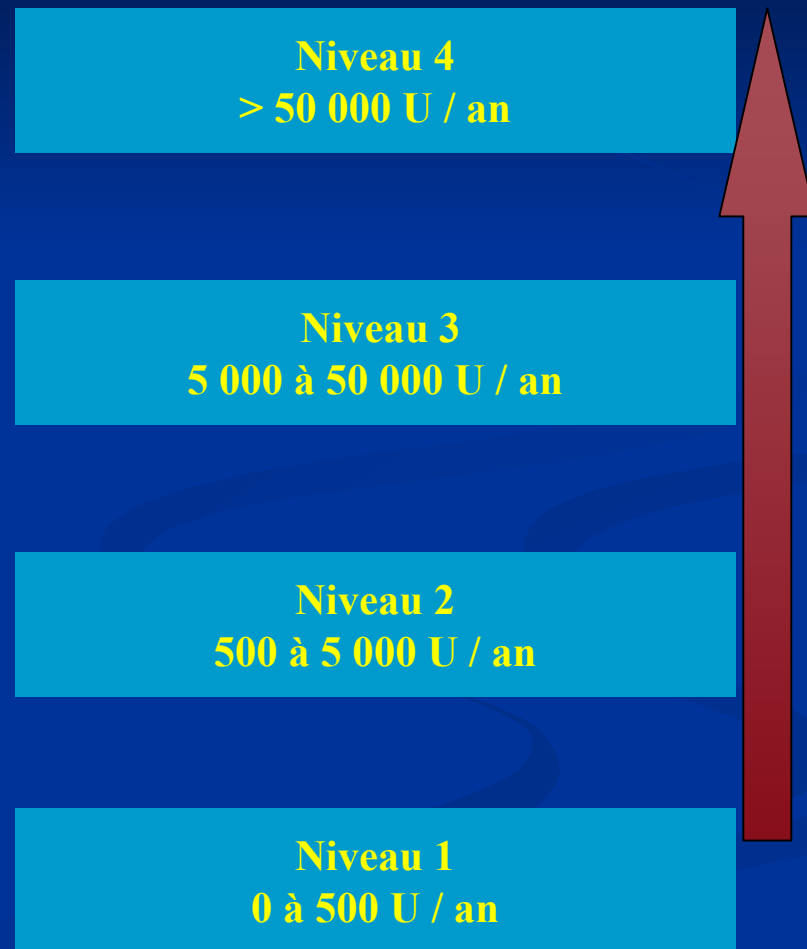 Niveau 4
> 50 000 U / an
Niveau 3
5 000 à 50 000 U / an
Niveau 2
500 à 5 000 U / an
Niveau 1
0 à 500 U / an